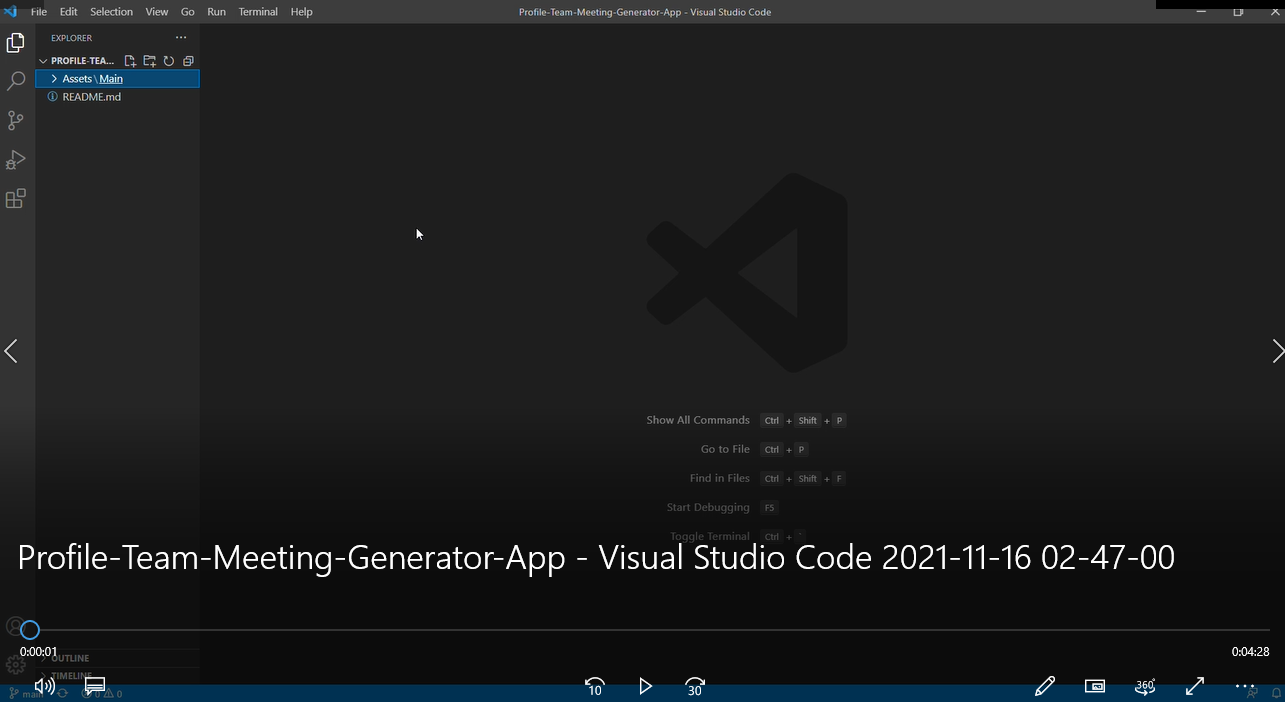 File Edit Selection View Go Run Terminal Help
Profile-Team-Meeting-Generator-App - Visual Studio Code
EXPLORER
PROFILE-TEA...
Assets \ Main
README.md
Show All Commands Ctrl + Shift + P
Go to File Ctrl + P
Find in Files Ctrl + Shift + F
Start Debugging F5
Toggle Terminal Ctrl + `
Profile-Team-Meeting-Generator-App - Visual Studio Code 2021-11-16 02-47-00
0:00:01
0:04:28
OUTLINE
TIMELINE
10
30
360°
main
0 0